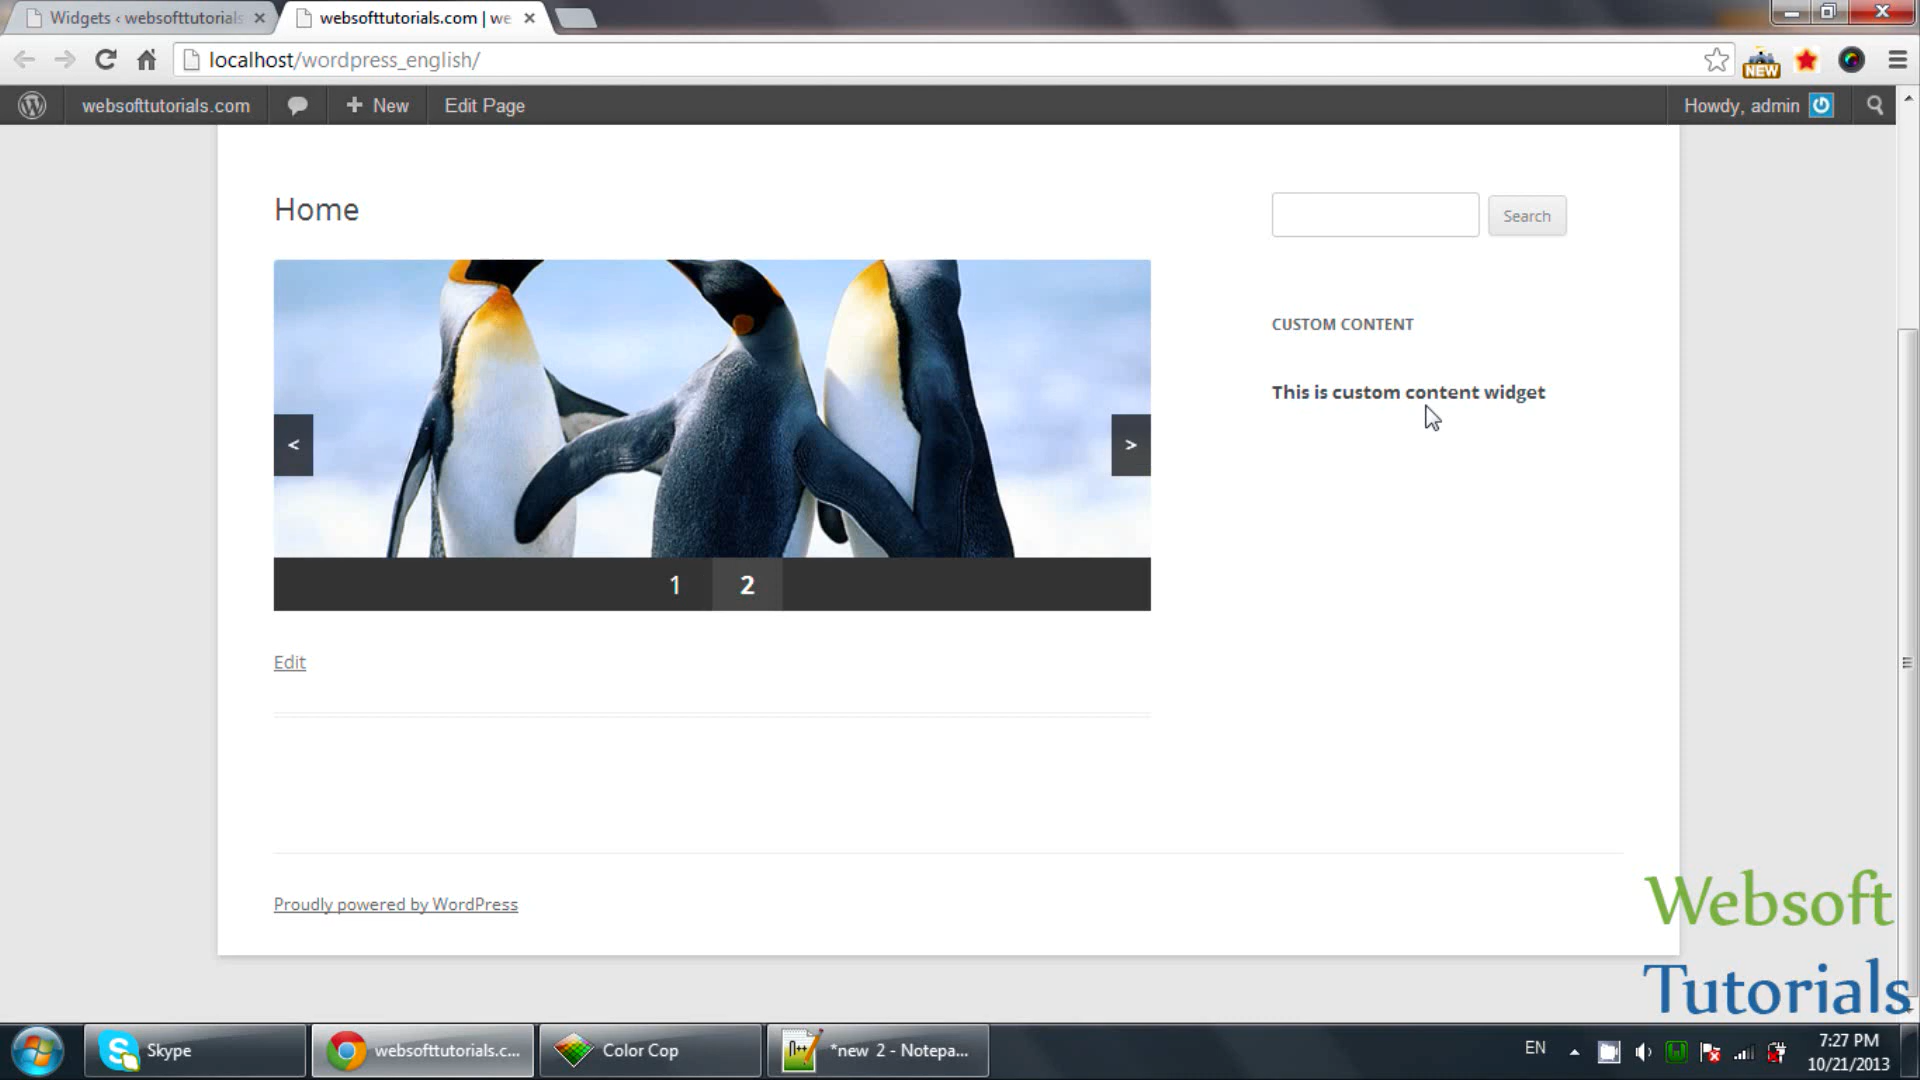 Widgets ‹ websofttutorials
websofttutorials.com | we
localhost/wordpress_english/
NEW
websofttutorials.com
+ New
Edit Page
Howdy, admin
Home
Search
CUSTOM CONTENT
This is custom content widget
<
>
1
2
Edit
Proudly powered by WordPress
Websoft
Tutorials
Skype
websofttutorials.c...
Color Cop
*new 2 - Notepa...
EN
7:27 PM
10/21/2013